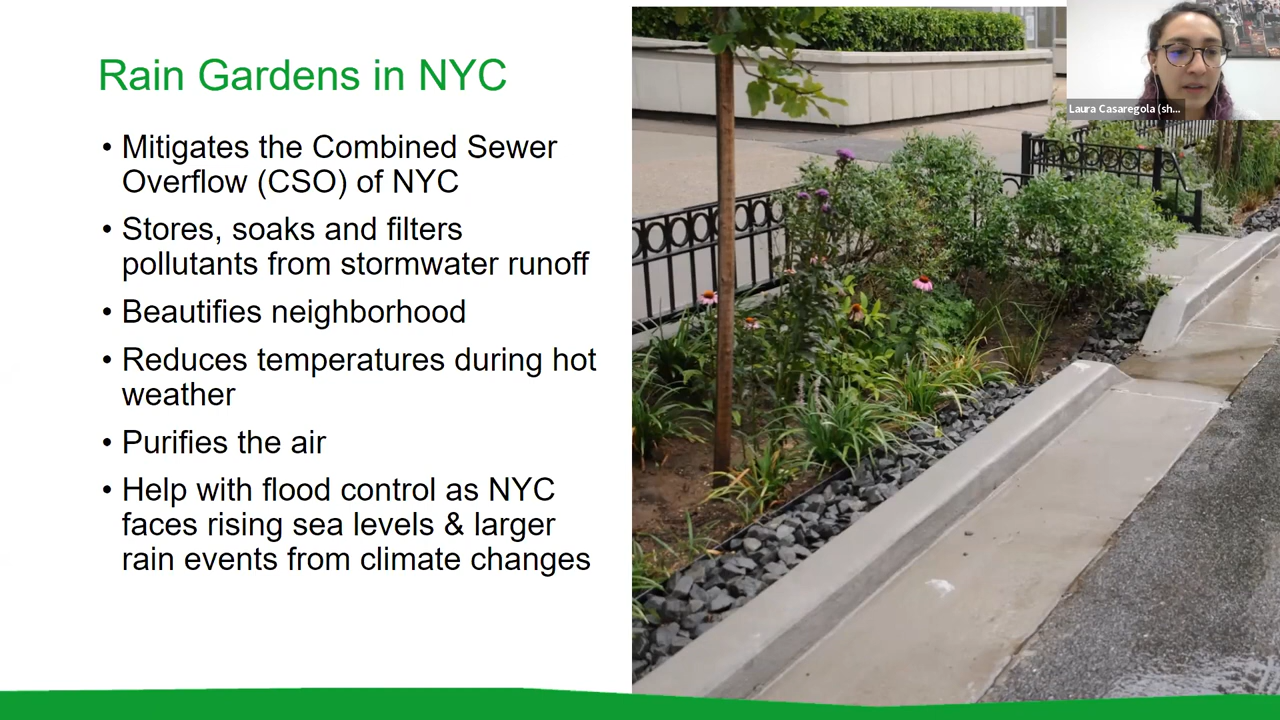 Rain Gardens in NYC
• Mitigates the Combined Sewer
Overflow (CSO) of NYC
• Stores, soaks and filters
pollutants from stormwater runoff
• Beautifies neighborhood
• Reduces temperatures during hot
weather
• Purifies the air
• Help with flood control as NYC
faces rising sea levels & larger
rain events from climate changes
Laura Casaregola (sh...